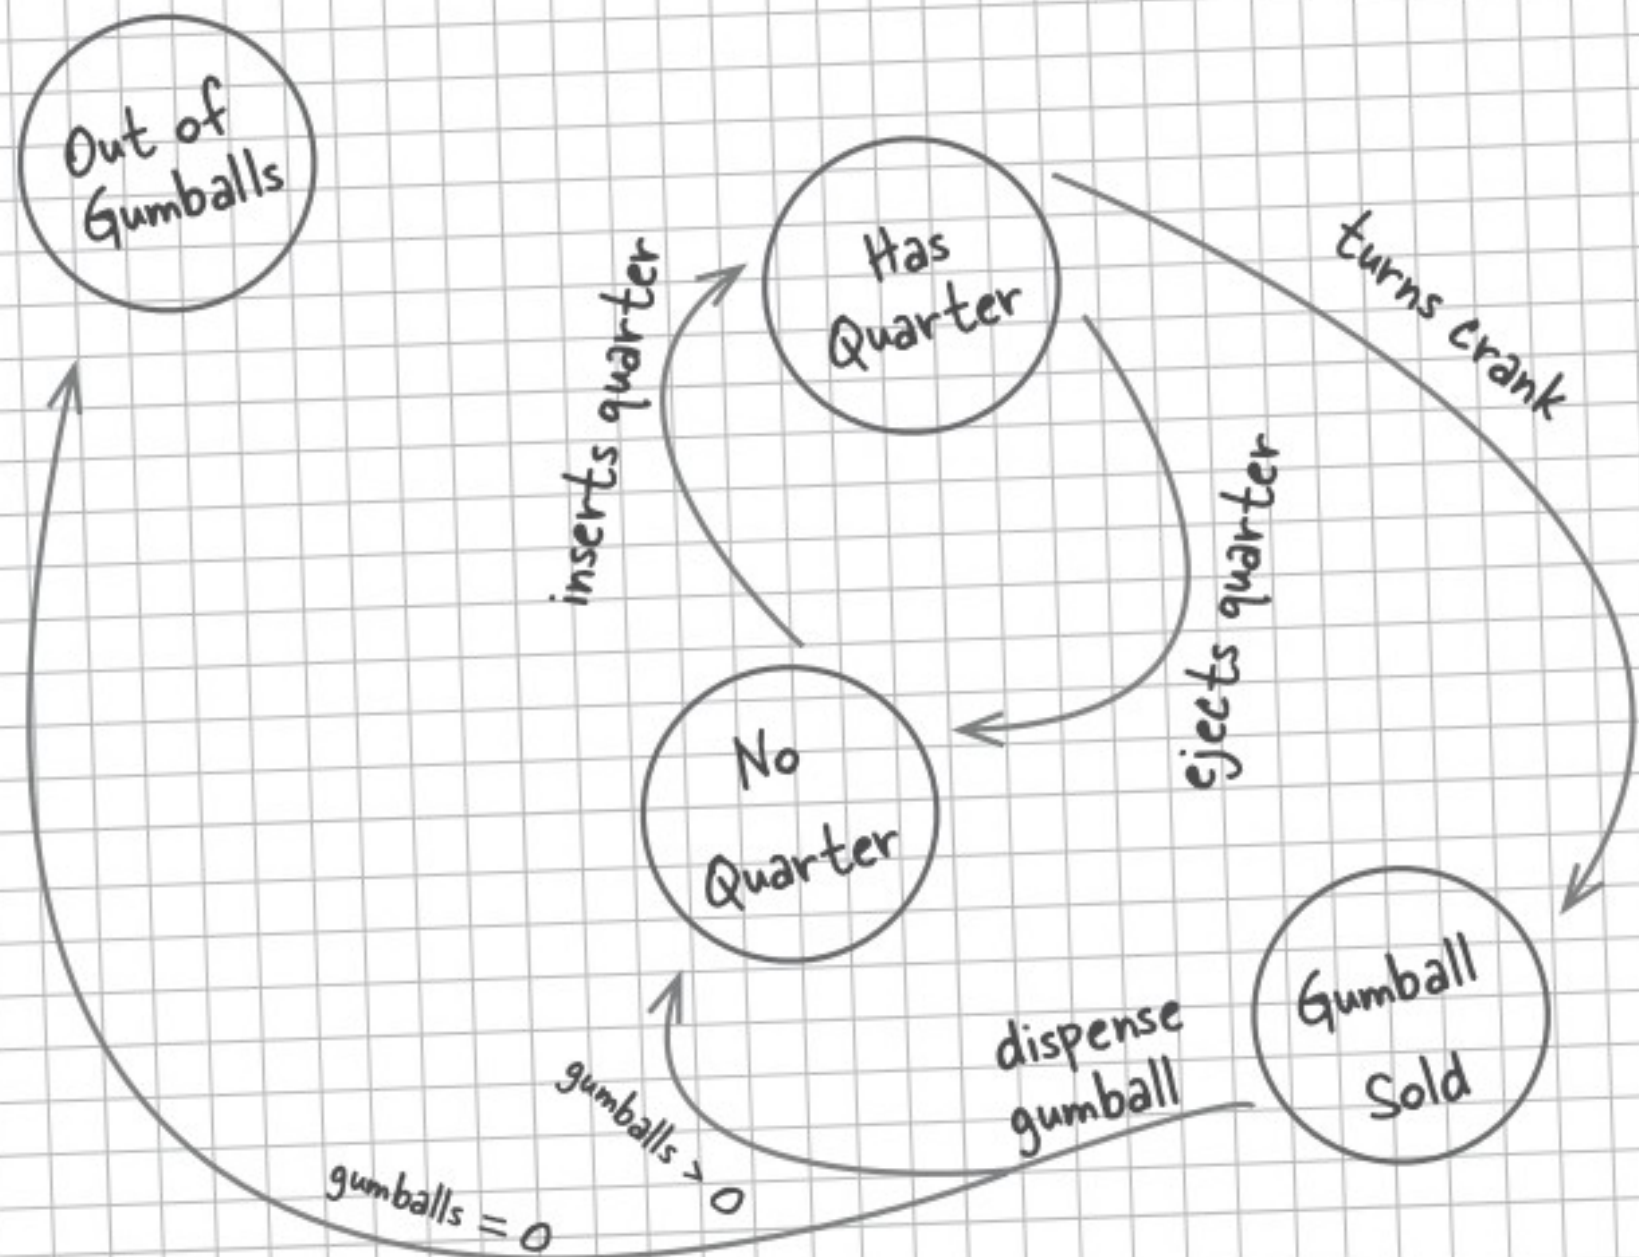 Out of
Gumballs
Has
Quarter
turns crank
inserts quarter
ejects quarter
No
Quarter
Gumball
Sold
dispense
gumball
gumballs > 0
gumballs = 0